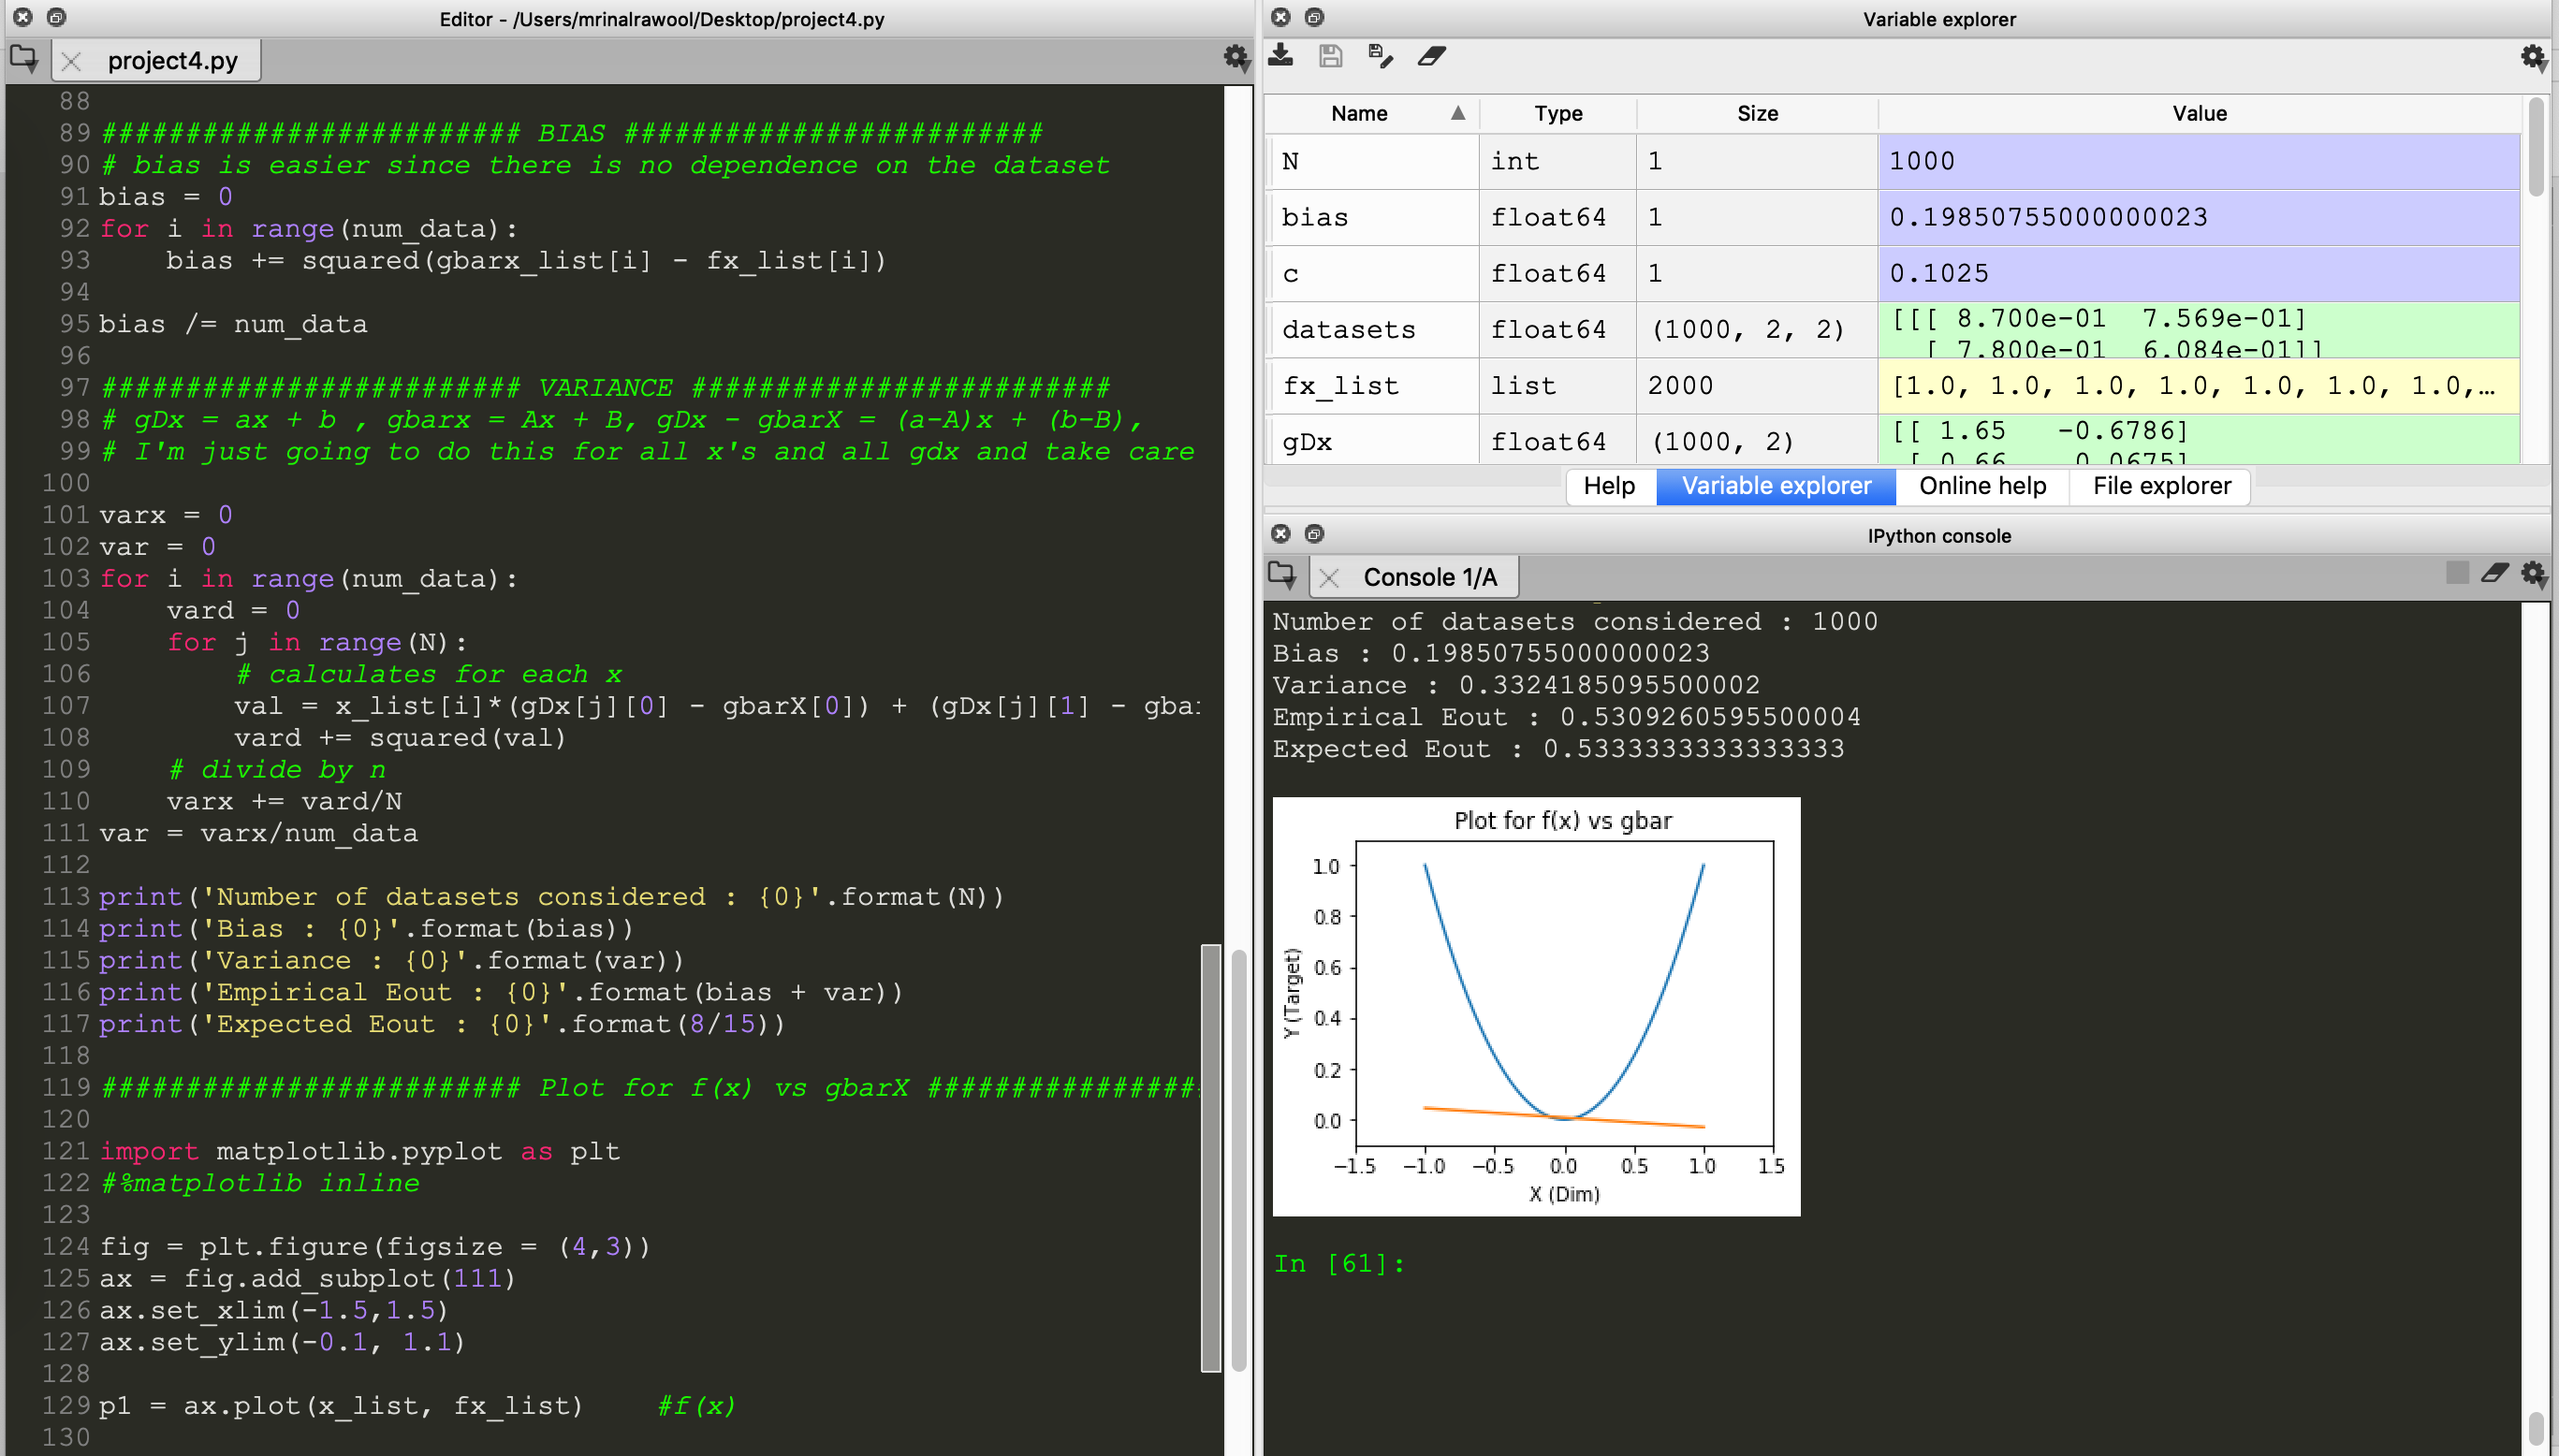 Editor - /Users/mrinalrawool/Desktop/project4.py
project4.py
88
89 ######################### BIAS #########################
90 # bias is easier since there is no dependence on the dataset
91 bias = 0
92 for i in range(num_data):
93     bias += squared(gbarx_list[i] - fx_list[i])
94
95 bias /= num_data
96
97 ######################### VARIANCE #########################
98 # gDx = ax + b , gbarx = Ax + B, gDx - gbarX = (a-A)x + (b-B),
99 # I'm just going to do this for all x's and all gdx and take care
100
101 varx = 0
102 var = 0
103 for i in range(num_data):
104     vard = 0
105     for j in range(N):
106         # calculates for each x
107         val = x_list[i]*(gDx[j][0] - gbarX[0]) + (gDx[j][1] - gba
108         vard += squared(val)
109     # divide by n
110     varx += vard/N
111 var = varx/num_data
112
113 print('Number of datasets considered : {0}'.format(N))
114 print('Bias : {0}'.format(bias))
115 print('Variance : {0}'.format(var))
116 print('Empirical Eout : {0}'.format(bias + var))
117 print('Expected Eout : {0}'.format(8/15))
118
119 ######################### Plot for f(x) vs gbarX ################
120
121 import matplotlib.pyplot as plt
122 #%matplotlib inline
123
124 fig = plt.figure(figsize = (4,3))
125 ax = fig.add_subplot(111)
126 ax.set_xlim(-1.5,1.5)
127 ax.set_ylim(-0.1, 1.1)
128
129 p1 = ax.plot(x_list, fx_list)     #f(x)
130
Variable explorer
Name Type Size Value
N int 1 1000
bias float64 1 0.19850755000000023
c float64 1 0.1025
datasets float64 (1000, 2, 2) [[[ 8.700e-01  7.569e-01]
[ 7.800e-01  6.084e-01]]
fx_list list 2000 [1.0, 1.0, 1.0, 1.0, 1.0, 1.0, 1.0,...
gDx float64 (1000, 2) [[ 1.65   -0.6786]
[ 0.66   0.0675]
Help Variable explorer Online help File explorer
IPython console
Console 1/A
Number of datasets considered : 1000
Bias : 0.19850755000000023
Variance : 0.3324185095500002
Empirical Eout : 0.5309260595500004
Expected Eout : 0.5333333333333333
Plot for f(x) vs gbar
1.0
0.8
0.6
0.4
0.2
0.0
Y (Target)
−1.5 −1.0 −0.5 0.0 0.5 1.0 1.5
X (Dim)
In [61]: